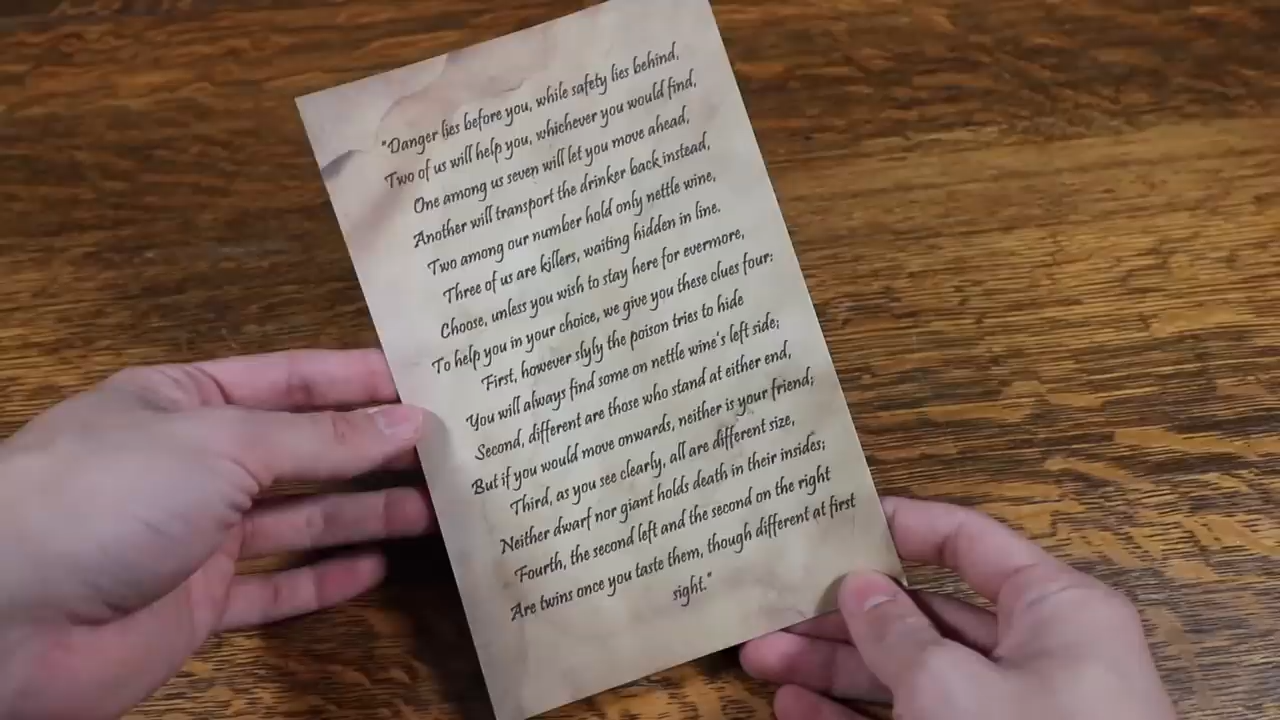 "Danger lies before you, while safety lies behind,
Two of us will help you, whichever you would find,
One among us seven will let you move ahead,
Another will transport the drinker back instead,
Two among our number hold only nettle wine,
Three of us are killers, waiting hidden in line.
Choose, unless you wish to stay here for evermore,
To help you in your choice, we give you these clues four:
First, however slyly the poison tries to hide
You will always find some on nettle wine's left side;
Second, different are those who stand at either end,
But if you would move onwards, neither is your friend;
Third, as you see clearly, all are different size,
Neither dwarf nor giant holds death in their insides;
Fourth, the second left and the second on the right
Are twins once you taste them, though different at first
sight."